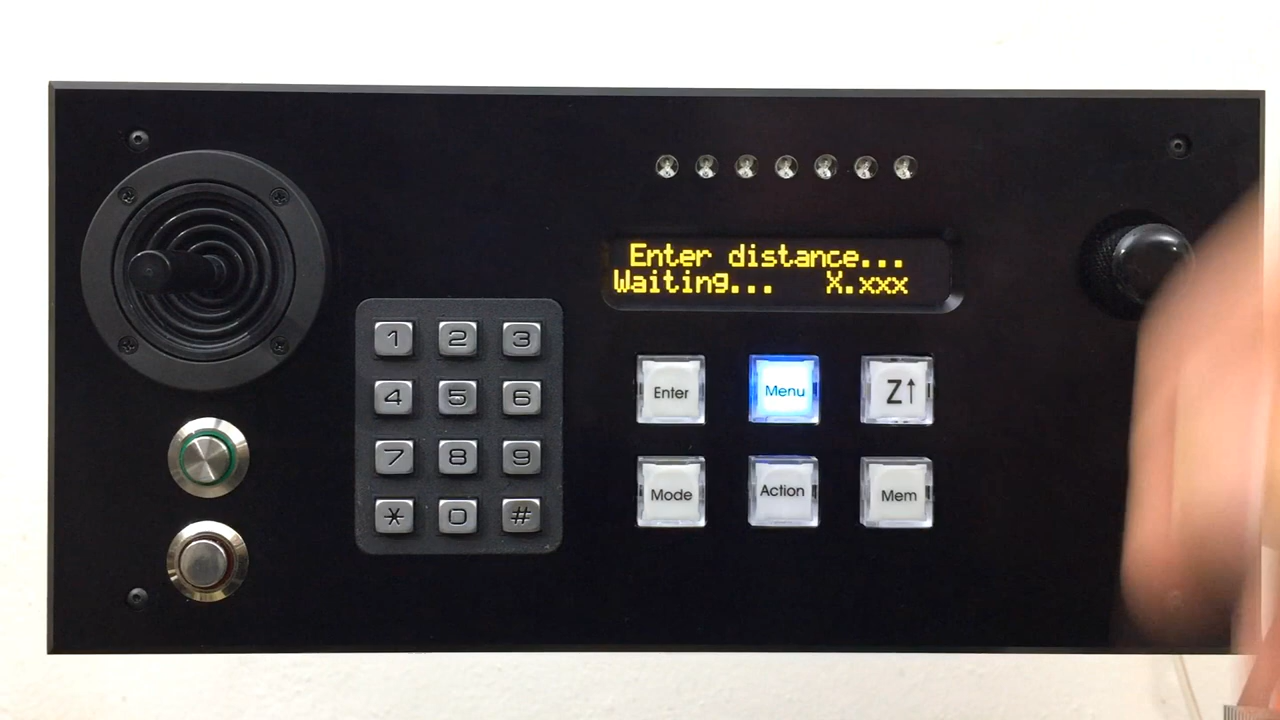 Enter distance...
Waiting... X.xxx
1 2 3
4 5 6
7 8 9
* 0 #
Enter Menu Z↑
Mode Action Mem